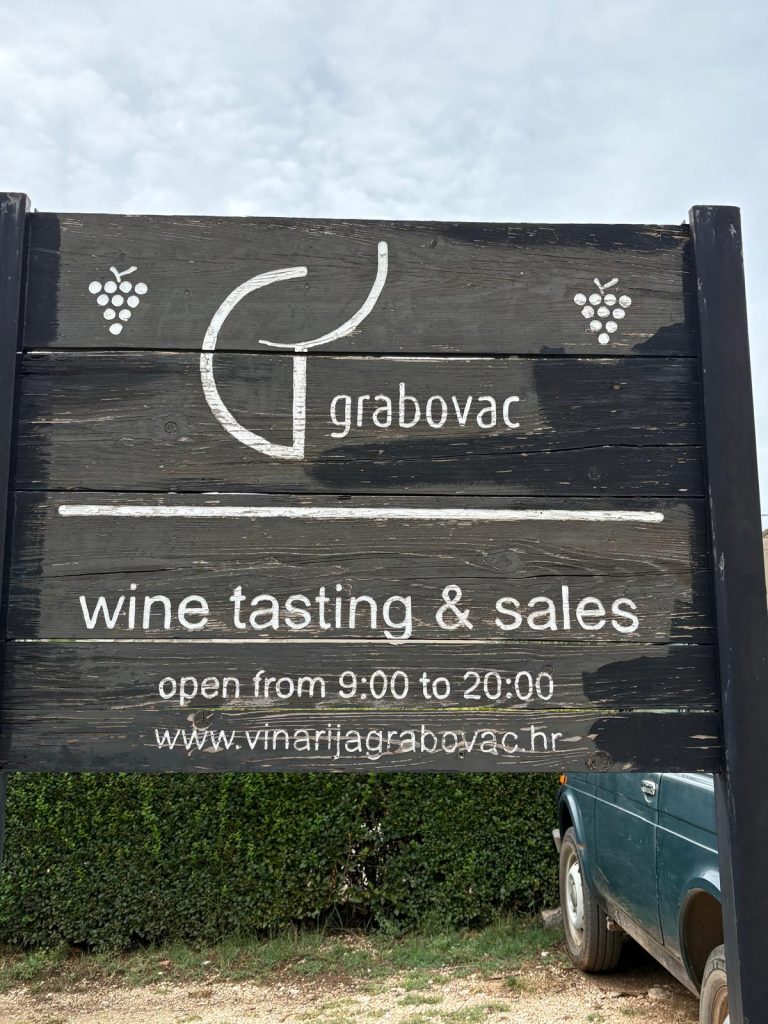 grabovac
wine tasting & sales
open from 9:00 to 20:00
www.vinarijagrabovac.hr